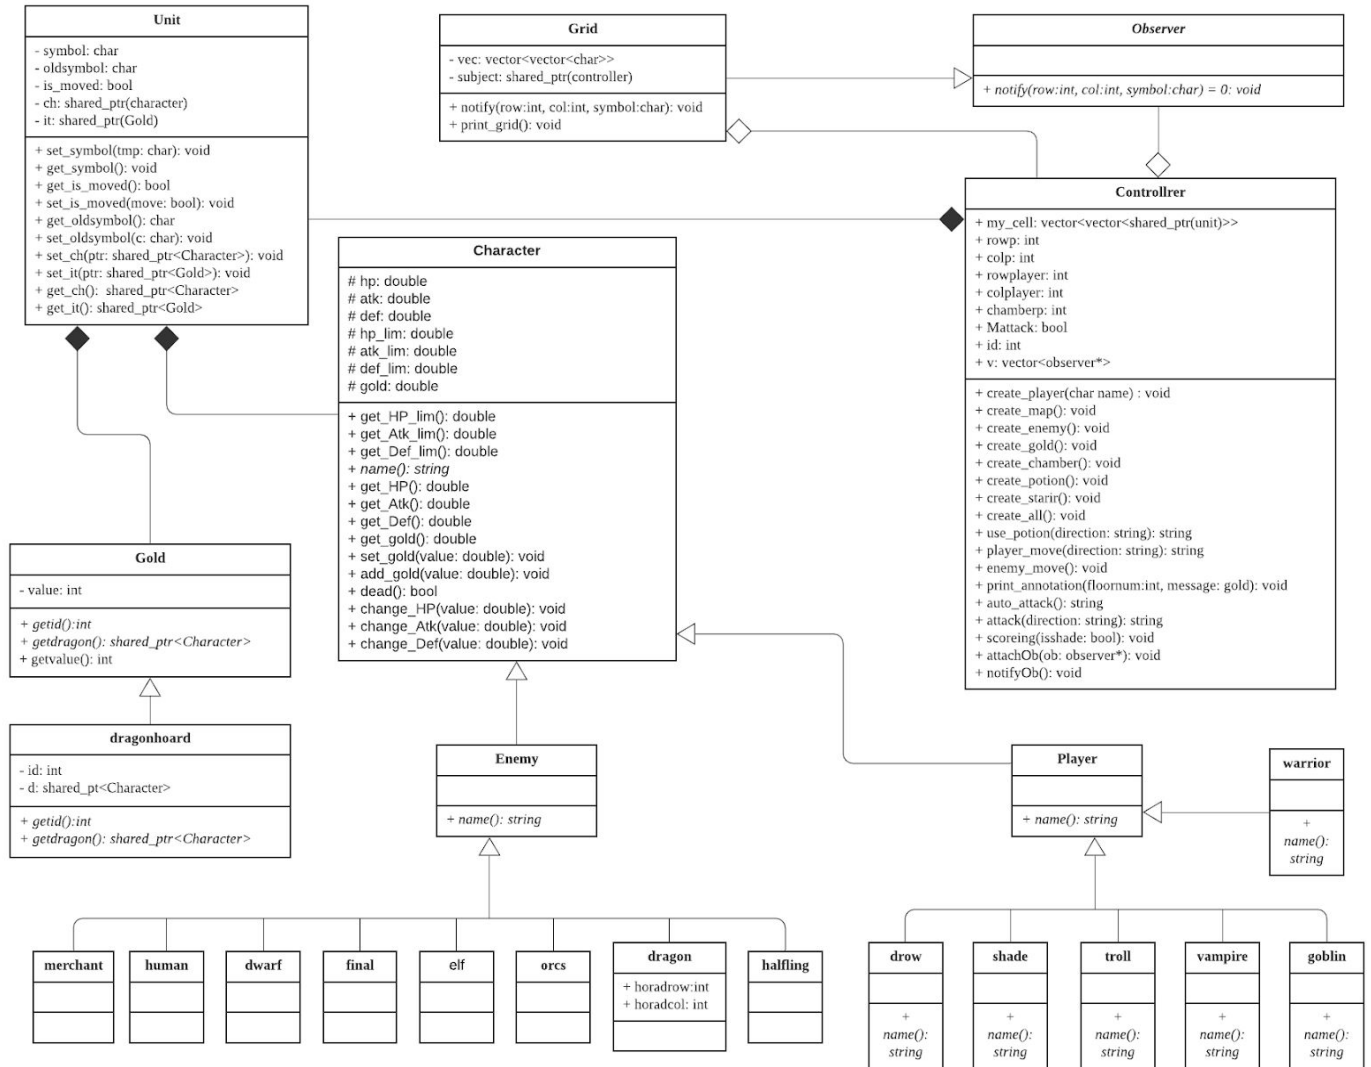 Unit
- symbol: char
- oldsymbol: char
- is_moved: bool
- ch: shared_ptr(character)
- it: shared_ptr(Gold)
+ set_symbol(tmp: char): void
+ get_symbol(): void
+ get_is_moved(): bool
+ set_is_moved(move: bool): void
+ get_oldsymbol(): char
+ set_oldsymbol(c: char): void
+ set_ch(ptr: shared_ptr<Character>): void
+ set_it(ptr: shared_ptr<Gold>): void
+ get_ch():  shared_ptr<Character>
+ get_it(): shared_ptr<Gold>
Grid
- vec: vector<vector<char>>
- subject: shared_ptr(controller)
+ notify(row:int, col:int, symbol:char): void
+ print_grid(): void
Observer
+ notify(row:int, col:int, symbol:char) = 0: void
Controllrer
+ my_cell: vector<vector<shared_ptr(unit)>>
+ rowp: int
+ colp: int
+ rowplayer: int
+ colplayer: int
+ chamberp: int
+ Mattack: bool
+ id: int
+ v: vector<observer*>
+ create_player(char name) : void
+ create_map(): void
+ create_enemy(): void
+ create_gold(): void
+ create_chamber(): void
+ create_potion(): void
+ create_starir(): void
+ create_all(): void
+ use_potion(direction: string): string
+ player_move(direction: string): string
+ enemy_move(): void
+ print_annotation(floornum:int, message: gold): void
+ auto_attack(): string
+ attack(direction: string): string
+ scoreing(isshade: bool): void
+ attachOb(ob: observer*): void
+ notifyOb(): void
Character
# hp: double
# atk: double
# def: double
# hp_lim: double
# atk_lim: double
# def_lim: double
# gold: double
+ get_HP_lim(): double
+ get_Atk_lim(): double
+ get_Def_lim(): double
+ name(): string
+ get_HP(): double
+ get_Atk(): double
+ get_Def(): double
+ get_gold(): double
+ set_gold(value: double): void
+ add_gold(value: double): void
+ dead(): bool
+ change_HP(value: double): void
+ change_Atk(value: double): void
+ change_Def(value: double): void
Gold
- value: int
+ getid():int
+ getdragon(): shared_ptr<Character>
+ getvalue(): int
dragonhoard
- id: int
- d: shared_pt<Character>
+ getid():int
+ getdragon(): shared_ptr<Character>
Enemy
+ name(): string
Player
+ name(): string
warrior
+
name():
string
merchant
human
dwarf
final
elf
orcs
dragon
+ horadrow:int
+ horadcol: int
halfling
drow
+
name():
string
shade
+
name():
string
troll
+
name():
string
vampire
+
name():
string
goblin
+
name():
string